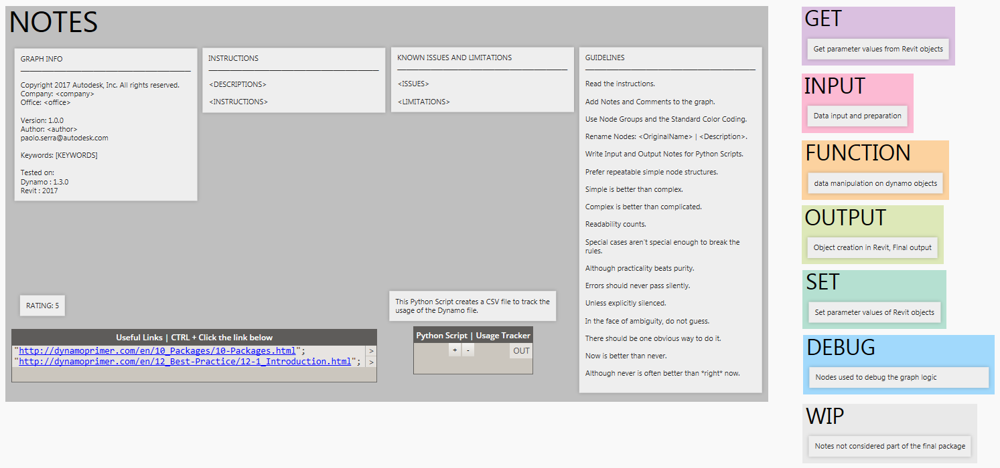 NOTES
GRAPH INFO
Copyright 2017 Autodesk, Inc. All rights reserved.
Company: <company>
Office: <office>
Version: 1.0.0
Author: <author>
paolo.serra@autodesk.com
Keywords: [KEYWORDS]
Tested on:
Dynamo : 1.3.0
Revit : 2017
INSTRUCTIONS
<DESCRIPTIONS>
<INSTRUCTIONS>
KNOWN ISSUES AND LIMITATIONS
<ISSUES>
<LIMITATIONS>
GUIDELINES
Read the instructions.
Add Notes and Comments to the graph.
Use Node Groups and the Standard Color Coding.
Rename Nodes: <OriginalName> | <Description>.
Write Input and Output Notes for Python Scripts.
Prefer repeatable simple node structures.
Simple is better than complex.
Complex is better than complicated.
Readability counts.
Special cases aren't special enough to break the
rules.
Although practicality beats purity.
Errors should never pass silently.
Unless explicitly silenced.
In the face of ambiguity, do not guess.
There should be one obvious way to do it.
Now is better than never.
Although never is often better than *right* now.
RATING: 5
Useful Links | CTRL + Click the link below
"http://dynamoprimer.com/en/10_Packages/10-Packages.html"; >
"http://dynamoprimer.com/en/12_Best-Practice/12-1_Introduction.html"; >
This Python Script creates a CSV file to track the
usage of the Dynamo file.
Python Script | Usage Tracker
+ - OUT
GET
Get parameter values from Revit objects
INPUT
Data input and preparation
FUNCTION
data manipulation on dynamo objects
OUTPUT
Object creation in Revit, Final output
SET
Set parameter values of Revit objects
DEBUG
Nodes used to debug the graph logic
WIP
Notes not considered part of the final package